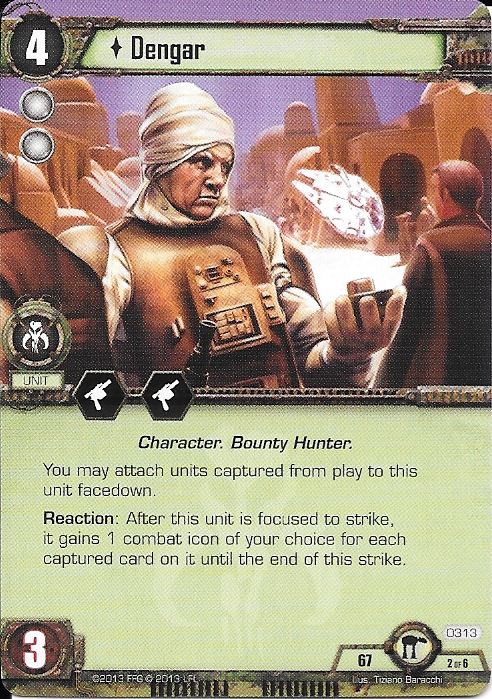 4
Dengar
UNIT
Character. Bounty Hunter.
You may attach units captured from play to this
unit facedown.
Reaction: After this unit is focused to strike,
it gains 1 combat icon of your choice for each
captured card on it until the end of this strike.
3
67
0313
2 OF 6
©2013 FFG © 2013 LFL
Illus. Tiziano Baracchi